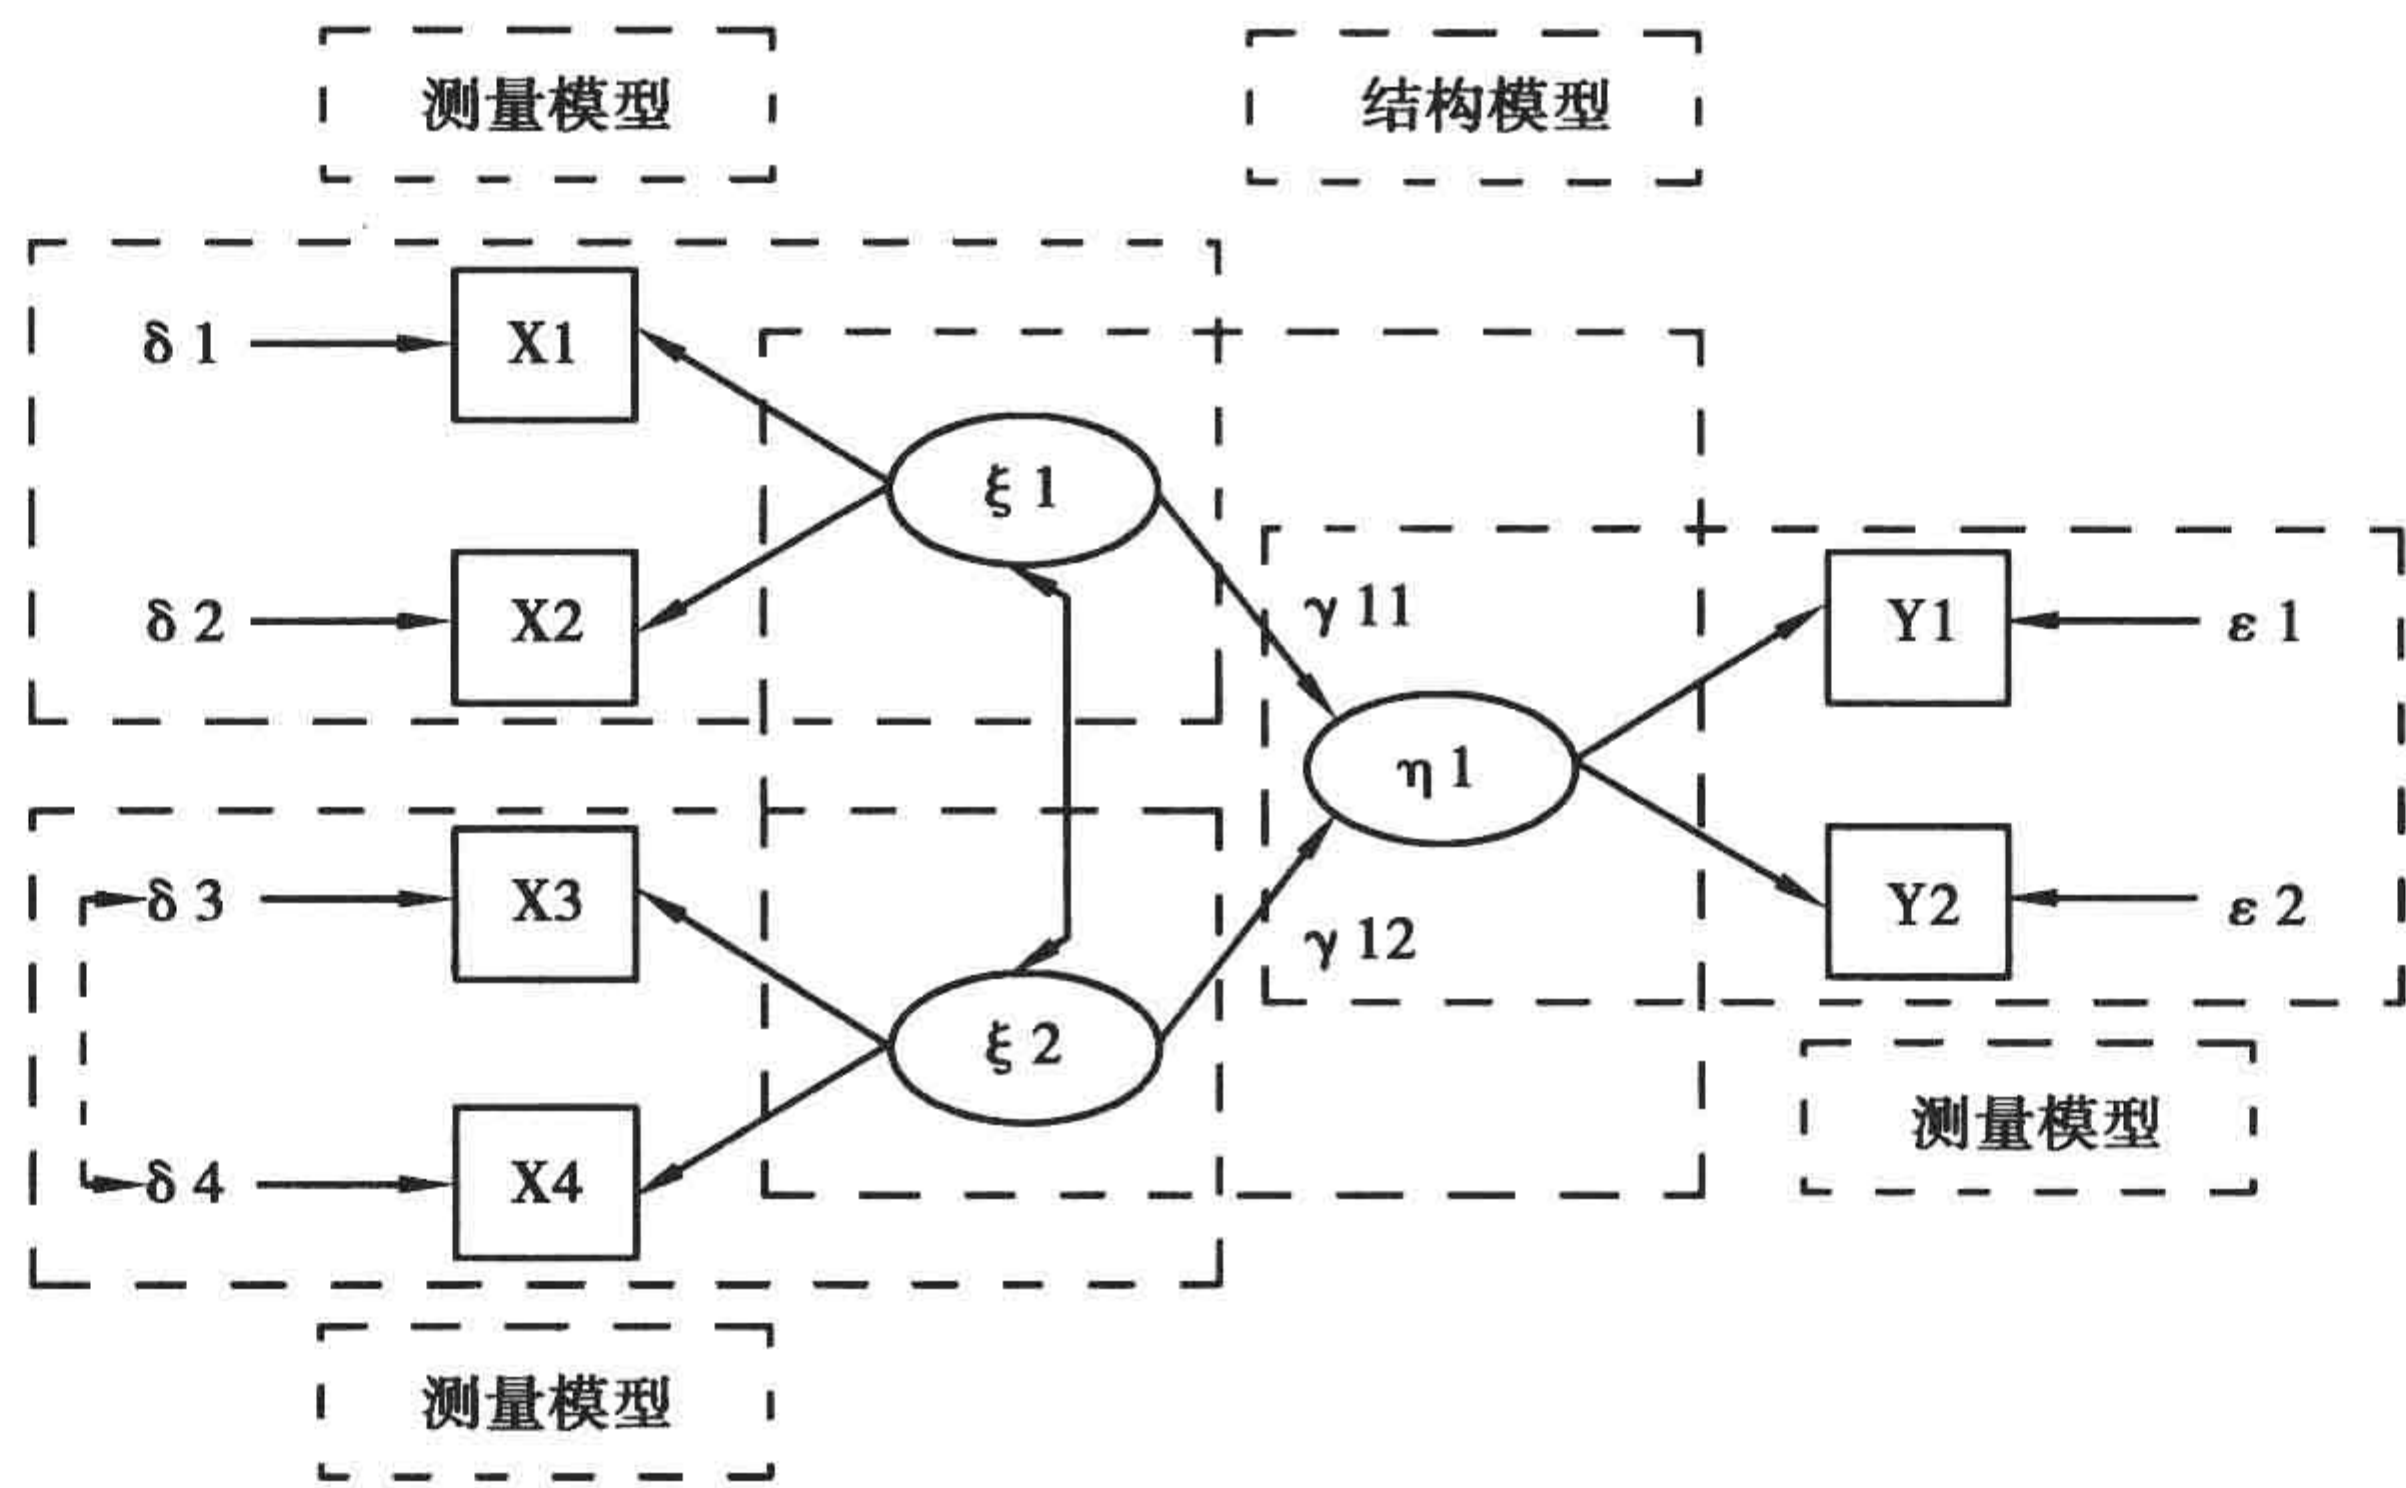 测量模型
结构模型
δ 1
X1
ξ 1
δ 2
X2
γ 11
Y1
ε 1
η 1
δ 3
X3
γ 12
Y2
ε 2
ξ 2
δ 4
X4
测量模型
测量模型